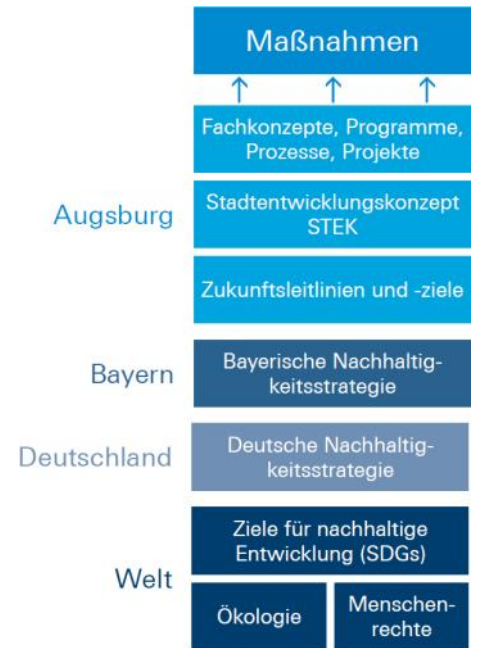 Maßnahmen
Fachkonzepte, Programme,
Prozesse, Projekte
Augsburg
Stadtentwicklungskonzept
STEK
Zukunftsleitlinien und -ziele
Bayern
Bayerische Nachhaltig-
keitsstrategie
Deutschland
Deutsche Nachhaltig-
keitsstrategie
Welt
Ziele für nachhaltige
Entwicklung (SDGs)
Ökologie
Menschen-
rechte